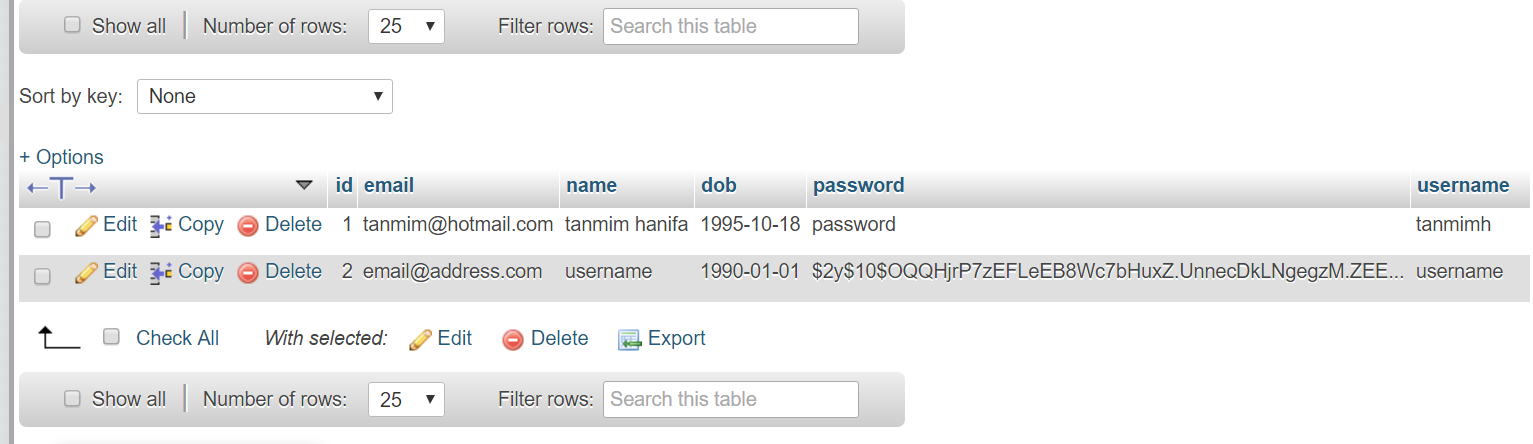 Show all Number of rows: 25 Filter rows: Search this table
Sort by key: None
+ Options
id email name dob password username
Edit Copy Delete 1 tanmim@hotmail.com tanmim hanifa 1995-10-18 password tanmimh
Edit Copy Delete 2 email@address.com username 1990-01-01 $2y$10$OQQHjrP7zEFLeEB8Wc7bHuxZ.UnnecDkLNgegzM.ZEE... username
Check All With selected: Edit Delete Export
Show all Number of rows: 25 Filter rows: Search this table